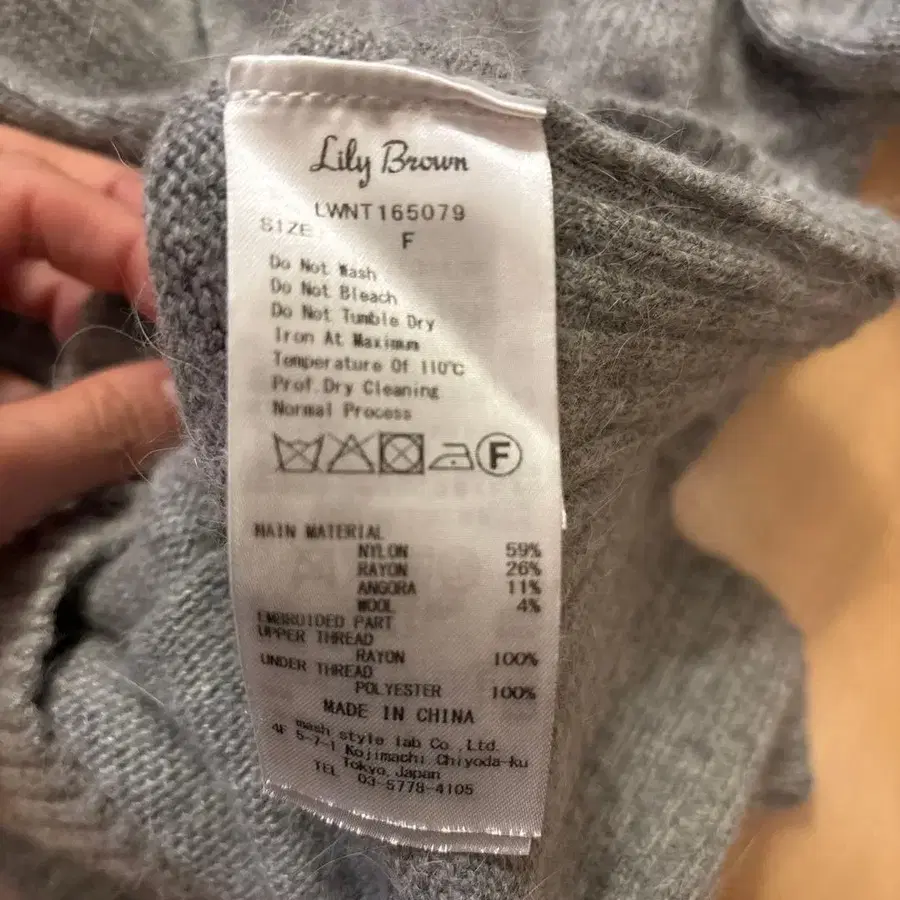 Lily Brown
LWNT165079
SIZE F
Do Not Wash
Do Not Bleach
Do Not Tumble Dry
Iron At Maximum
Temperature Of 110℃
Prof.Dry Cleaning
Normal Process
F
MAIN MATERIAL
NYLON 59%
RAYON 26%
ANGORA 11%
WOOL 4%
EMBROIDED PART
UPPER THREAD
RAYON 100%
UNDER THREAD
POLYESTER 100%
MADE IN CHINA
mash style lab Co.,Ltd.
4F 5-7-1 Kojimachi Chiyoda-ku
Tokyo,Japan
TEL 03-5778-4105